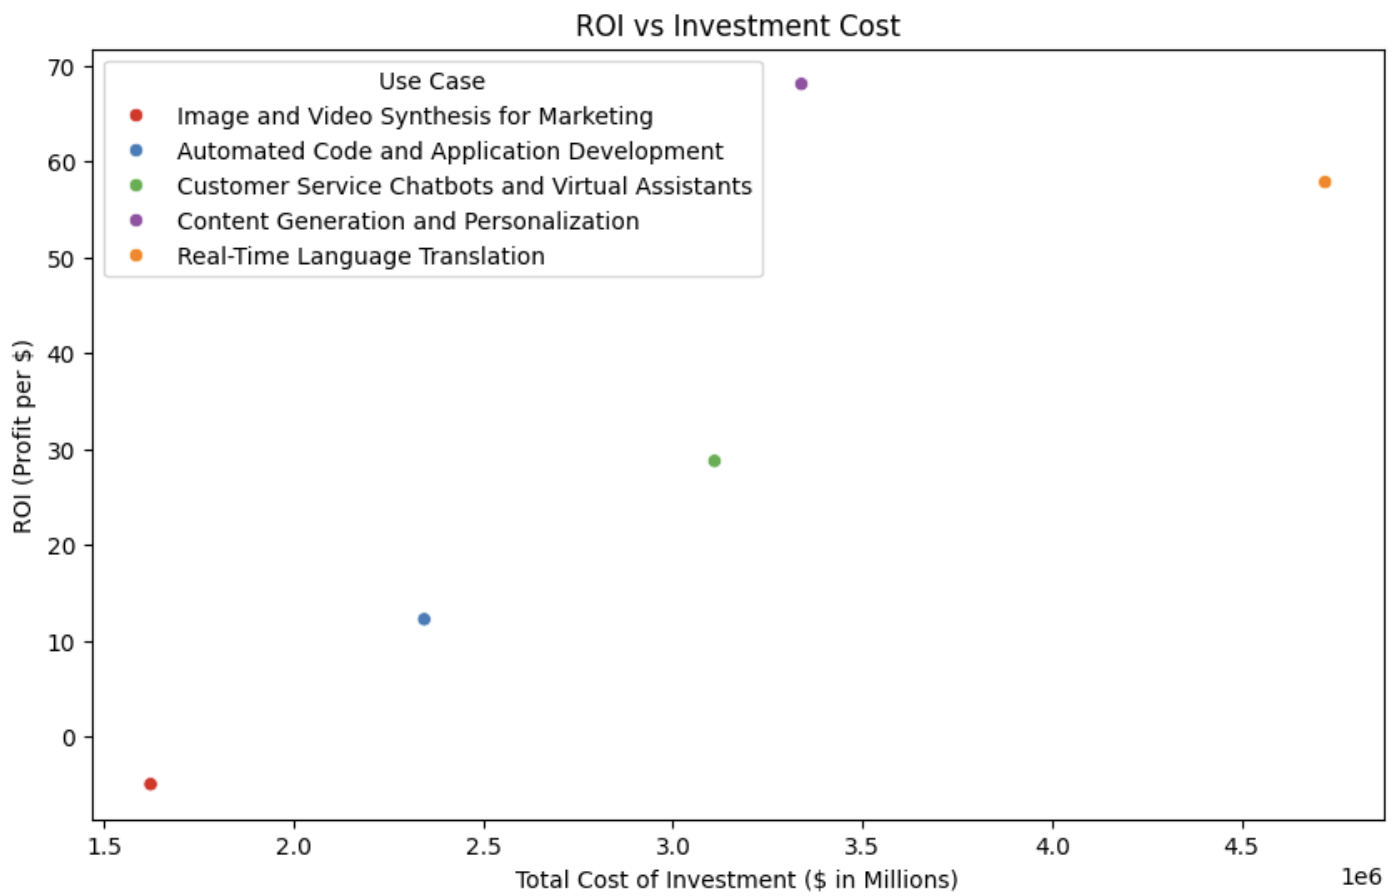 ROI vs Investment Cost
Use Case
Image and Video Synthesis for Marketing
Automated Code and Application Development
Customer Service Chatbots and Virtual Assistants
Content Generation and Personalization
Real-Time Language Translation
ROI (Profit per $)
70
60
50
40
30
20
10
0
1.5 2.0 2.5 3.0 3.5 4.0 4.5
1e6
Total Cost of Investment ($ in Millions)